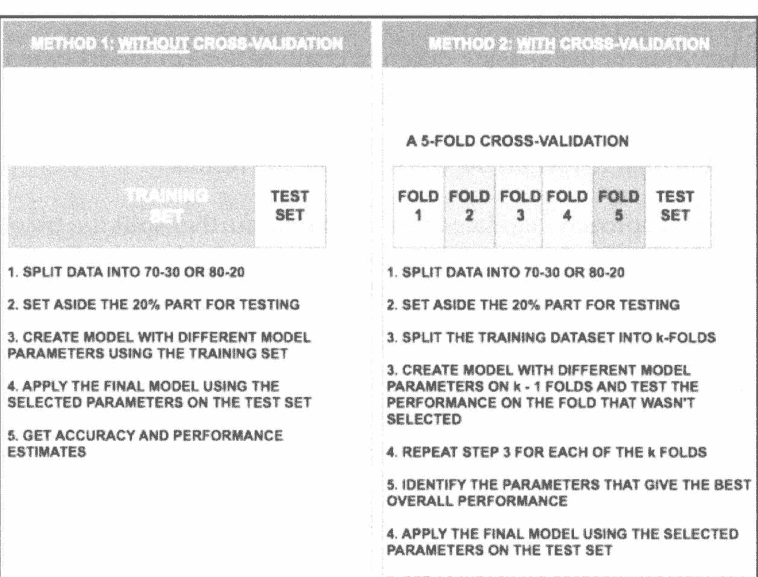 METHOD 1: WITHOUT CROSS-VALIDATION
TRAINING
SET
TEST
SET
1. SPLIT DATA INTO 70-30 OR 80-20
2. SET ASIDE THE 20% PART FOR TESTING
3. CREATE MODEL WITH DIFFERENT MODEL
PARAMETERS USING THE TRAINING SET
4. APPLY THE FINAL MODEL USING THE
SELECTED PARAMETERS ON THE TEST SET
5. GET ACCURACY AND PERFORMANCE
ESTIMATES
METHOD 2: WITH CROSS-VALIDATION
A 5-FOLD CROSS-VALIDATION
FOLD FOLD FOLD FOLD FOLD TEST
1 2 3 4 5 SET
1. SPLIT DATA INTO 70-30 OR 80-20
2. SET ASIDE THE 20% PART FOR TESTING
3. SPLIT THE TRAINING DATASET INTO k-FOLDS
3. CREATE MODEL WITH DIFFERENT MODEL
PARAMETERS ON k - 1 FOLDS AND TEST THE
PERFORMANCE ON THE FOLD THAT WASN'T
SELECTED
4. REPEAT STEP 3 FOR EACH OF THE k FOLDS
5. IDENTIFY THE PARAMETERS THAT GIVE THE BEST
OVERALL PERFORMANCE
4. APPLY THE FINAL MODEL USING THE SELECTED
PARAMETERS ON THE TEST SET